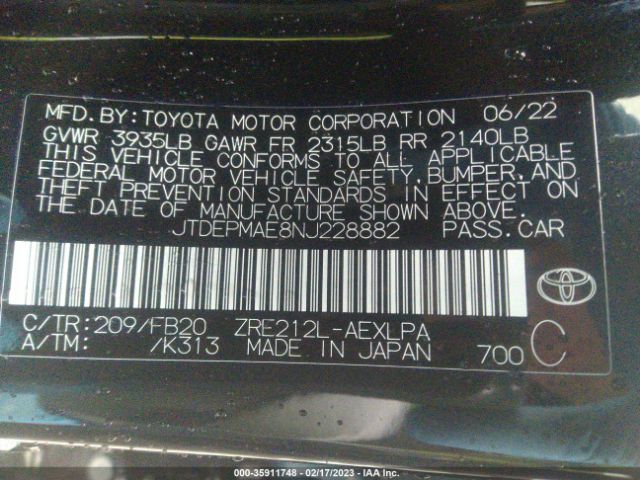 MFD.BY:TOYOTA MOTOR CORPORATION 06/22
GVWR 3935LB GAWR FR 2315LB RR 2140LB
THIS VEHICLE CONFORMS TO ALL APPLICABLE
FEDERAL MOTOR VEHICLE SAFETY, BUMPER, AND
THEFT PREVENTION STANDARDS IN EFFECT ON
THE DATE OF MANUFACTURE SHOWN ABOVE.
JTDEPMAE8NJ228882 PASS.CAR
C/TR:209/FB20 ZRE212L-AEXLPA
A/TM: /K313 MADE IN JAPAN 700 C
000-35911748 - 02/17/2023 - IAA Inc.